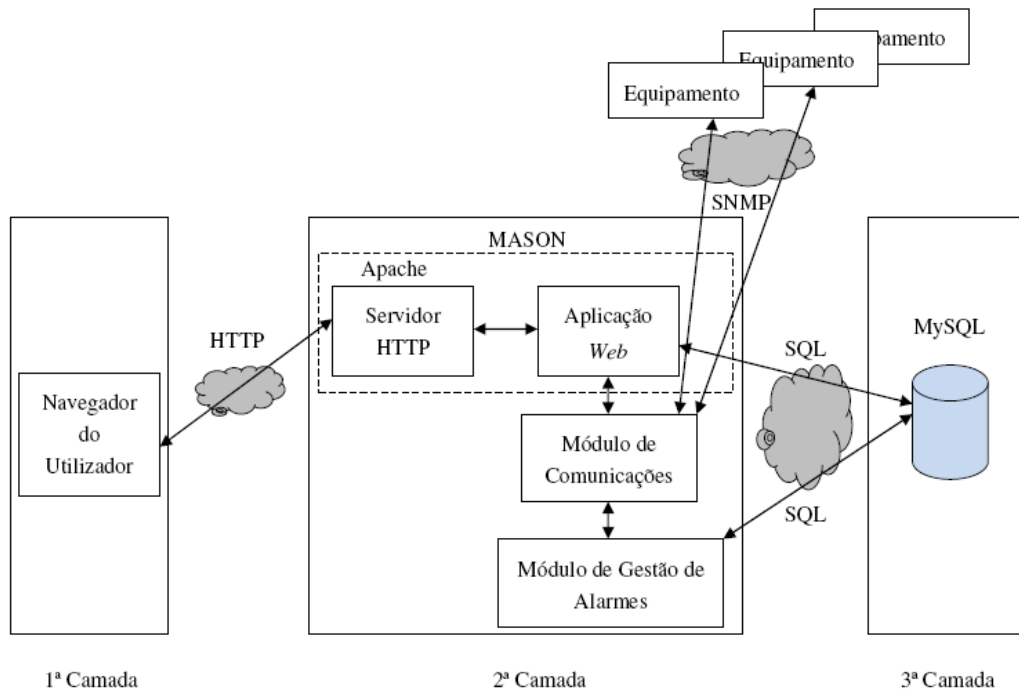 pamento
Equipamento
Equipamento
SNMP
MASON
Apache
Servidor
HTTP
Aplicação
Web
HTTP
Navegador
do
Utilizador
Módulo de
Comunicações
Módulo de Gestão de
Alarmes
SQL
SQL
MySQL
1ª Camada
2ª Camada
3ª Camada